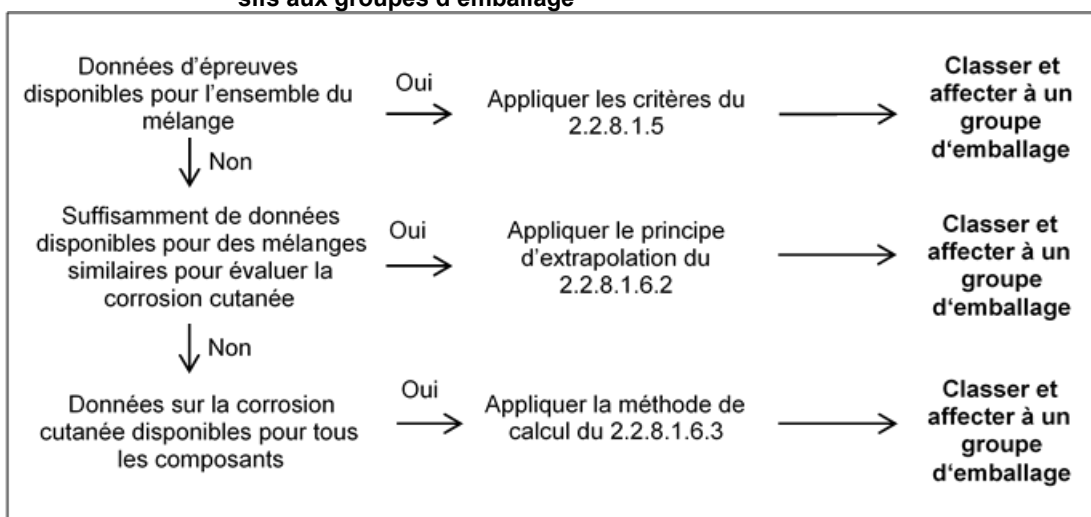 sifs aux groupes d'emballage
Données d'épreuves
disponibles pour l'ensemble du
mélange
Oui
Appliquer les critères du
2.2.8.1.5
Classer et
affecter à un
groupe
d'emballage
Non
Suffisamment de données
disponibles pour des mélanges
similaires pour évaluer la
corrosion cutanée
Oui
Appliquer le principe
d'extrapolation du
2.2.8.1.6.2
Classer et
affecter à un
groupe
d'emballage
Non
Données sur la corrosion
cutanée disponibles pour tous
les composants
Oui
Appliquer la méthode de
calcul du 2.2.8.1.6.3
Classer et
affecter à un
groupe
d'emballage